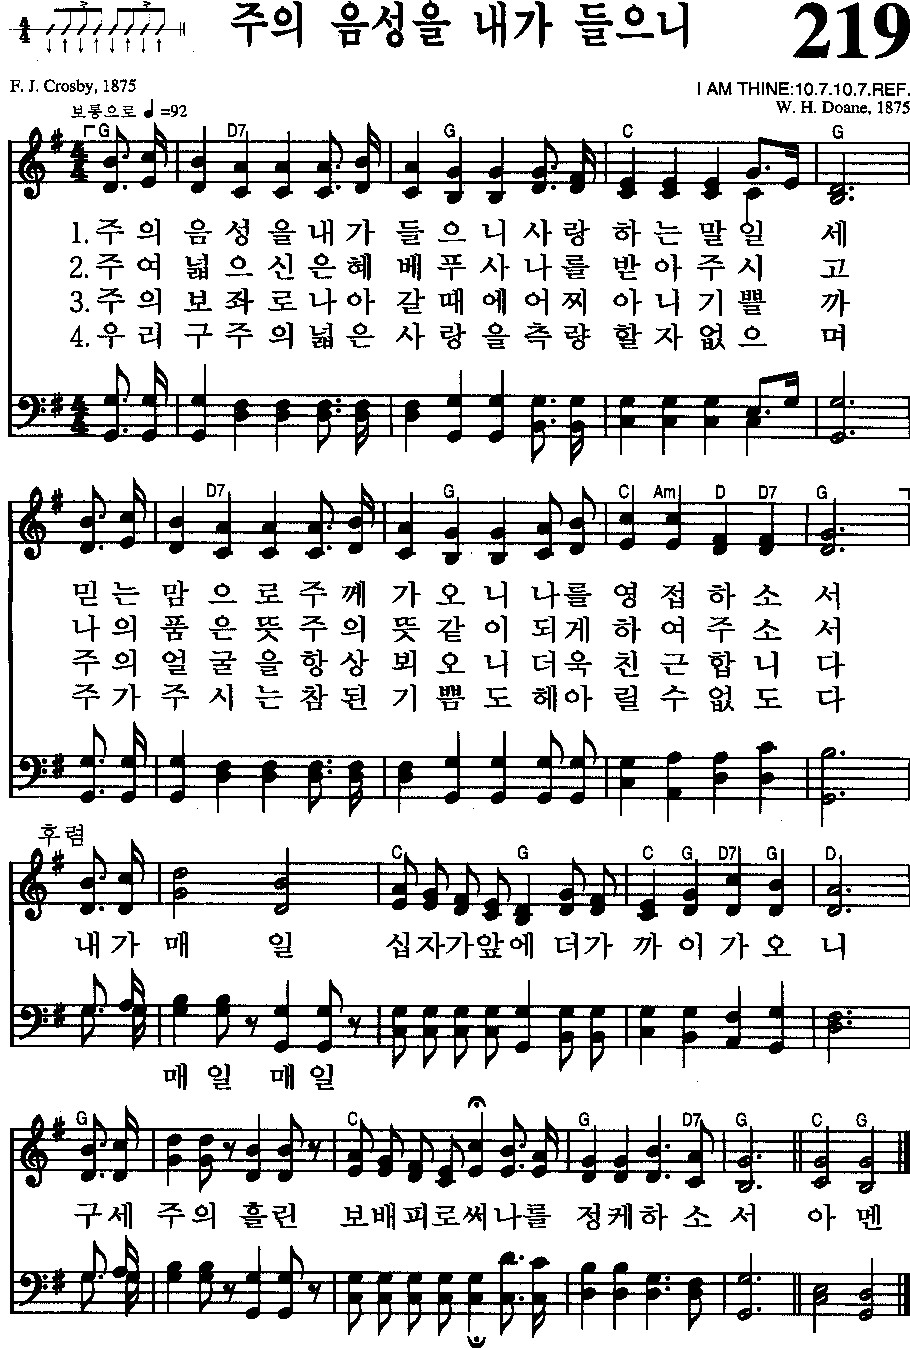 4/4 주의 음성을 내가 들으니 219
F. J. Crosby, 1875 I AM THINE:10.7.10.7.REF.
보통으로 ♩=92 W. H. Doane, 1875
G D7 G C G
1.주의 음성을내가 들으니사랑 하는말일 세
2.주여 넓으신은혜 베푸사나를 받아주시 고
3.주의 보좌로나아 갈때에어찌 아니기쁠 까
4.우리 구주의넓은 사랑을측량 할자없으 며
D7 G C Am D D7 G
믿는 맘으로주께 가오니나를 영접하소 서
나의 품은뜻주의 뜻같이되게 하여주소 서
주의 얼굴을항상 뵈오니더욱 친근합니 다
주가 주시는참된 기쁨도헤아 릴수없도 다
후렴
C G C G D7 G D
내가 매 일 십자가앞에 더가 까이가오 니
매일 매일
G C G D7 G C G
구세 주의 흘린 보배피로써나를 정케하소 서 아멘